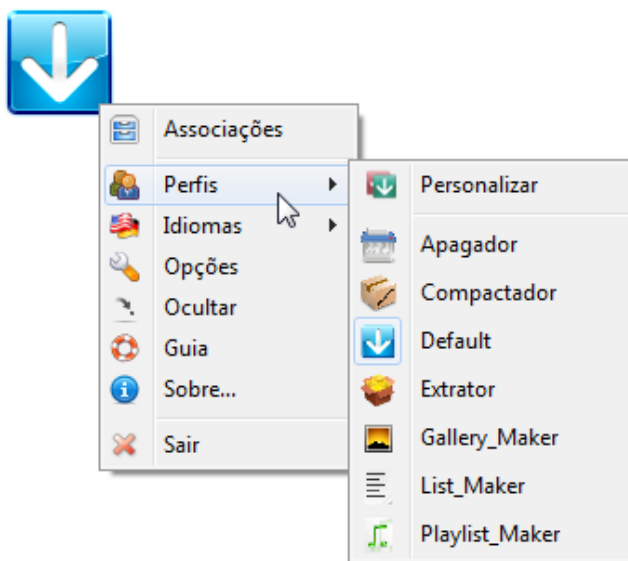 Associações
Perfis
Idiomas
Opções
Ocultar
Guia
Sobre...
Sair
Personalizar
Apagador
Compactador
Default
Extrator
Gallery_Maker
List_Maker
Playlist_Maker